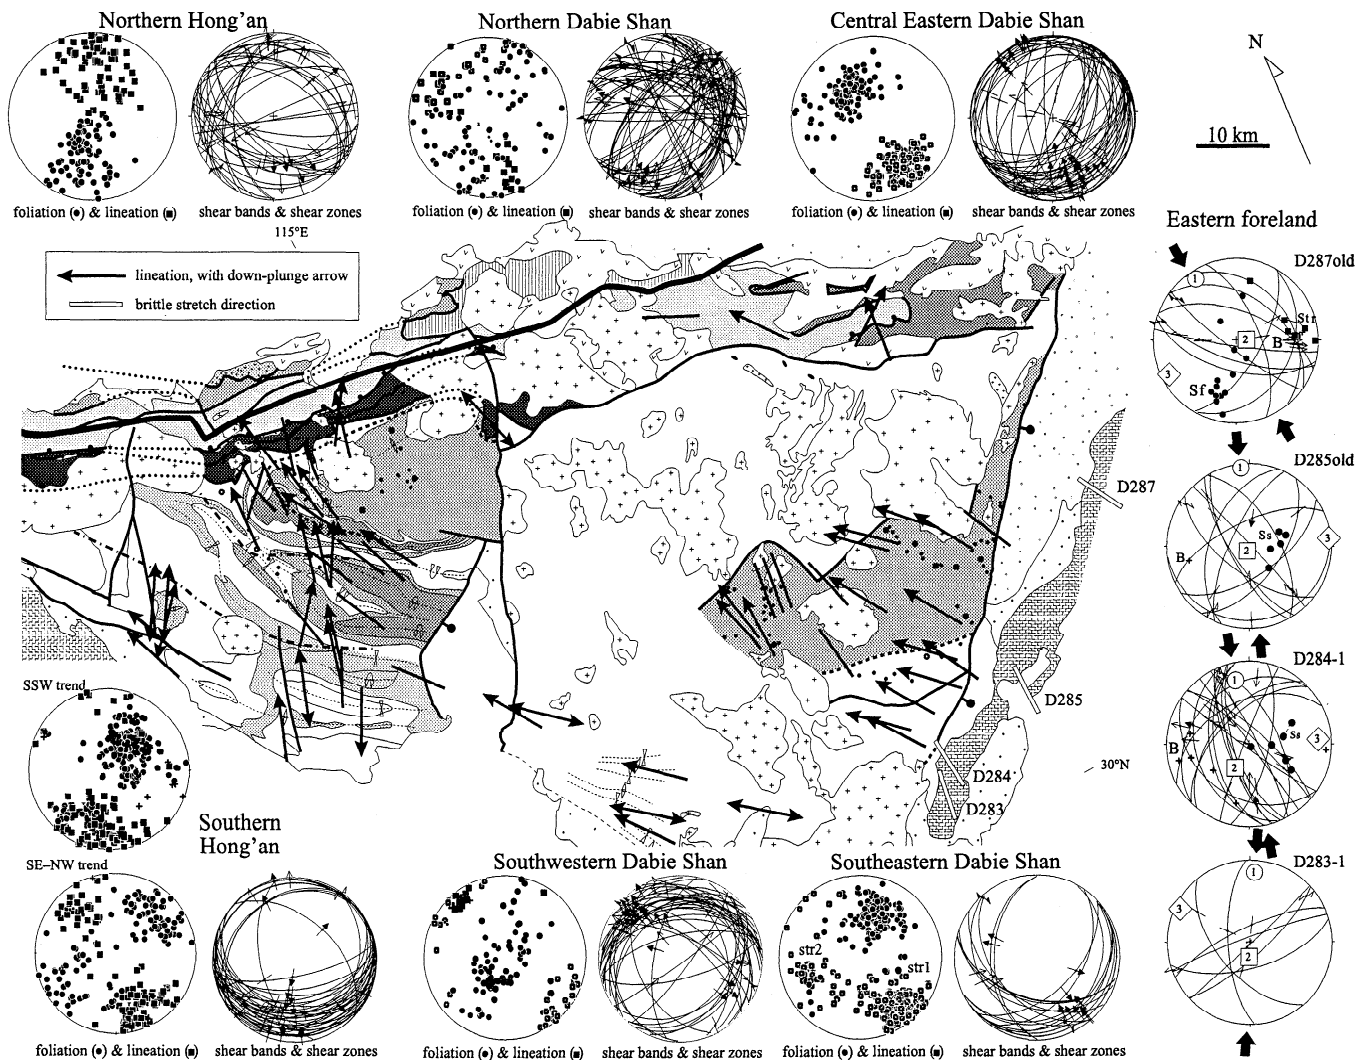 Northern Hong'an
Northern Dabie Shan
Central Eastern Dabie Shan
N
10 km
foliation (●) & lineation (■)
shear bands & shear zones
foliation (●) & lineation (■)
shear bands & shear zones
foliation (●) & lineation (■)
shear bands & shear zones
Eastern foreland
115°E
lineation, with down-plunge arrow
brittle stretch direction
D287old
1
Str
2
B
3
Sf
D285old
1
Ss
3
2
B
D287
D285
D284
D283
30°N
D284-1
1
Ss
3
B
2
D283-1
1
3
2
SSW trend
Southern
Hong'an
SE–NW trend
Southwestern Dabie Shan
Southeastern Dabie Shan
str2
str1
foliation (●) & lineation (■)
shear bands & shear zones
foliation (●) & lineation (■)
shear bands & shear zones
foliation (●) & lineation (■)
shear bands & shear zones